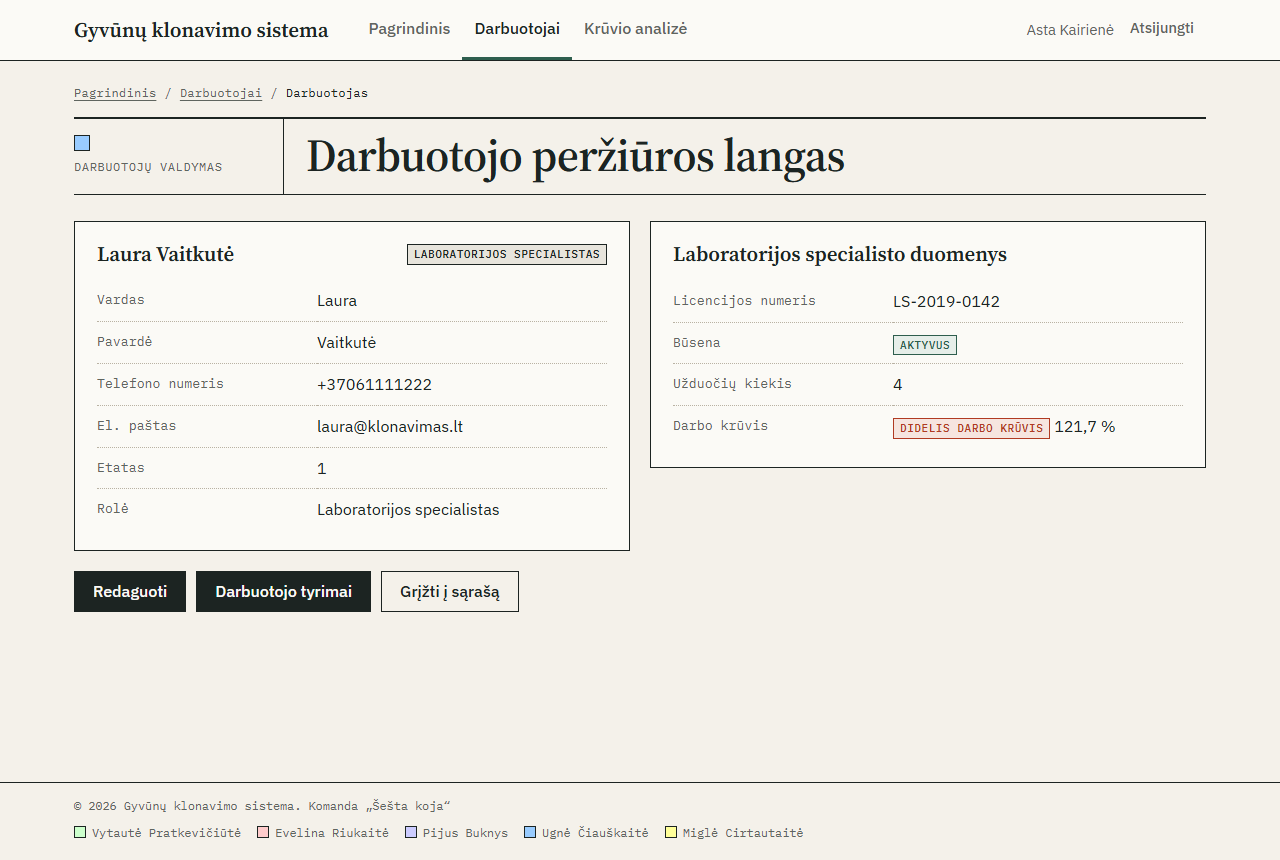 Gyvūnų klonavimo sistema
Pagrindinis
Darbuotojai
Krūvio analizė
Asta Kairienė
Atsijungti
Pagrindinis / Darbuotojai / Darbuotojas
DARBUOTOJŲ VALDYMAS
Darbuotojo peržiūros langas
Laura Vaitkutė
LABORATORIJOS SPECIALISTAS
Vardas
Laura
Pavardė
Vaitkutė
Telefono numeris
+37061111222
El. paštas
laura@klonavimas.lt
Etatas
1
Rolė
Laboratorijos specialistas
Laboratorijos specialisto duomenys
Licencijos numeris
LS-2019-0142
Būsena
AKTYVUS
Užduočių kiekis
4
Darbo krūvis
DIDELIS DARBO KRŪVIS 121,7 %
Redaguoti
Darbuotojo tyrimai
Grįžti į sąrašą
© 2026 Gyvūnų klonavimo sistema. Komanda „Šešta koja“
Vytautė Pratkevičiūtė
Evelina Riukaitė
Pijus Buknys
Ugnė Čiauškaitė
Miglė Cirtautaitė